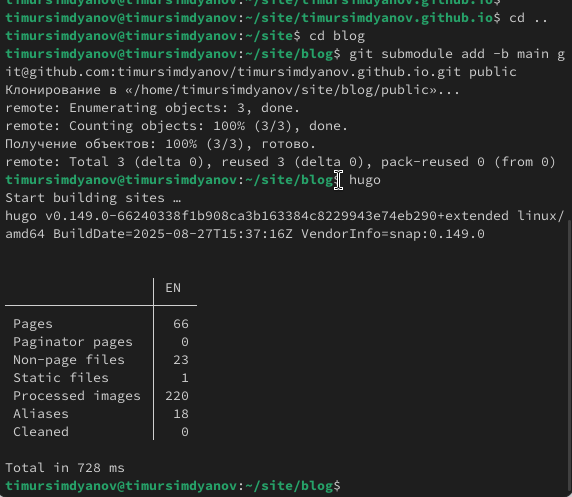 timursimdyanov@timursimdyanov:~/site/timursimdyanov.github.io$
timursimdyanov@timursimdyanov:~/site/timursimdyanov.github.io$ cd ..
timursimdyanov@timursimdyanov:~/site$ cd blog
timursimdyanov@timursimdyanov:~/site/blog$ git submodule add -b main g
it@github.com:timursimdyanov/timursimdyanov.github.io.git public
Клонирование в «/home/timursimdyanov/site/blog/public»...
remote: Enumerating objects: 3, done.
remote: Counting objects: 100% (3/3), done.
Получение объектов: 100% (3/3), готово.
remote: Total 3 (delta 0), reused 3 (delta 0), pack-reused 0 (from 0)
timursimdyanov@timursimdyanov:~/site/blog$ hugo
Start building sites …
hugo v0.149.0-66240338f1b908ca3b163384c8229943e74eb290+extended linux/
amd64 BuildDate=2025-08-27T15:37:16Z VendorInfo=snap:0.149.0
EN
Pages 66
Paginator pages 0
Non-page files 23
Static files 1
Processed images 220
Aliases 18
Cleaned 0
Total in 728 ms
timursimdyanov@timursimdyanov:~/site/blog$